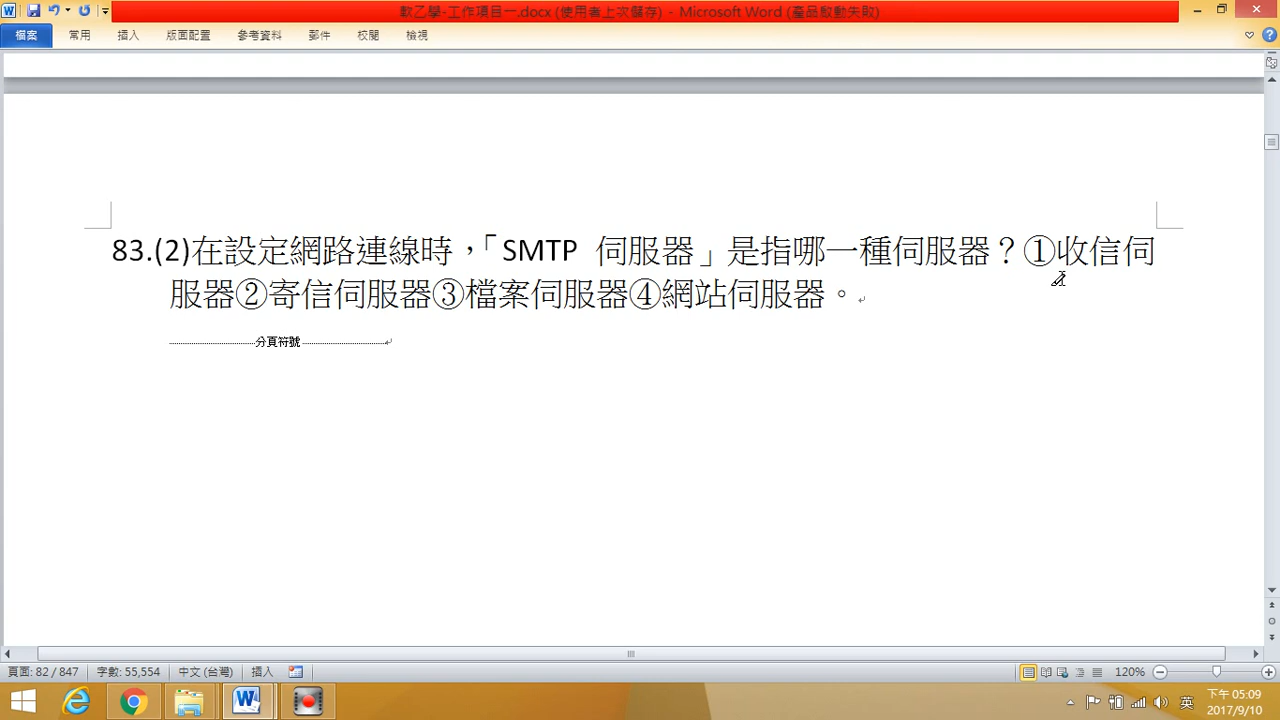 軟乙學-工作項目一.docx (使用者上次儲存) - Microsoft Word (產品啟動失敗)
檔案 常用 插入 版面配置 參考資料 郵件 校閱 檢視
83.(2)在設定網路連線時，「SMTP 伺服器」是指哪一種伺服器？①收信伺
服器②寄信伺服器③檔案伺服器④網站伺服器。
分頁符號
頁面: 82 / 847 字數: 55,554 中文 (台灣) 插入 120%
英 下午 05:09
2017/9/10